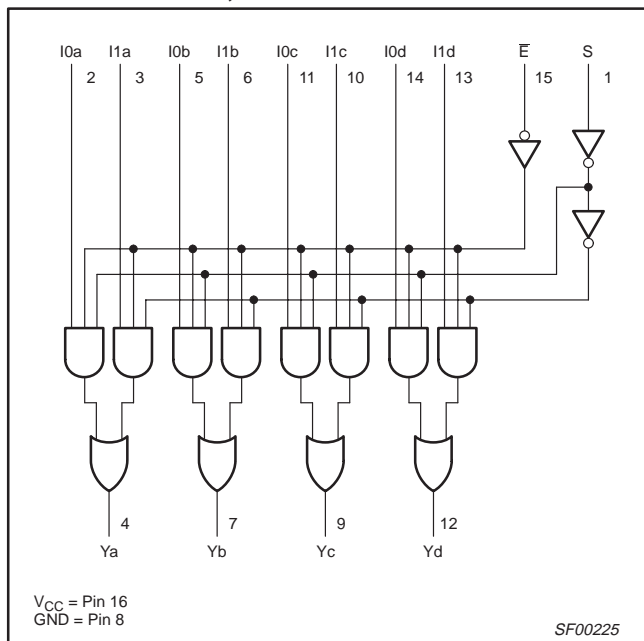 I0a I1a I0b I1b I0c I1c I0d I1d E̅ S
2 3 5 6 11 10 14 13 15 1
4 7 9 12
Ya Yb Yc Yd
VCC = Pin 16
GND = Pin 8
SF00225